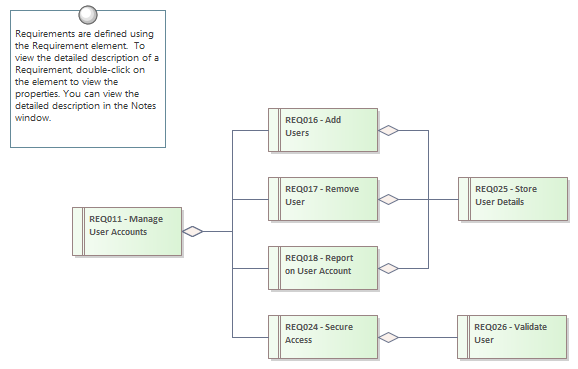 Requirements are defined using
the Requirement element.  To
view the detailed description of a
Requirement, double-click on
the element to view the
properties. You can view the
detailed description in the Notes
window.
REQ016 - Add
Users
REQ017 - Remove
User
REQ025 - Store
User Details
REQ011 - Manage
User Accounts
REQ018 - Report
on User Account
REQ024 - Secure
Access
REQ026 - Validate
User